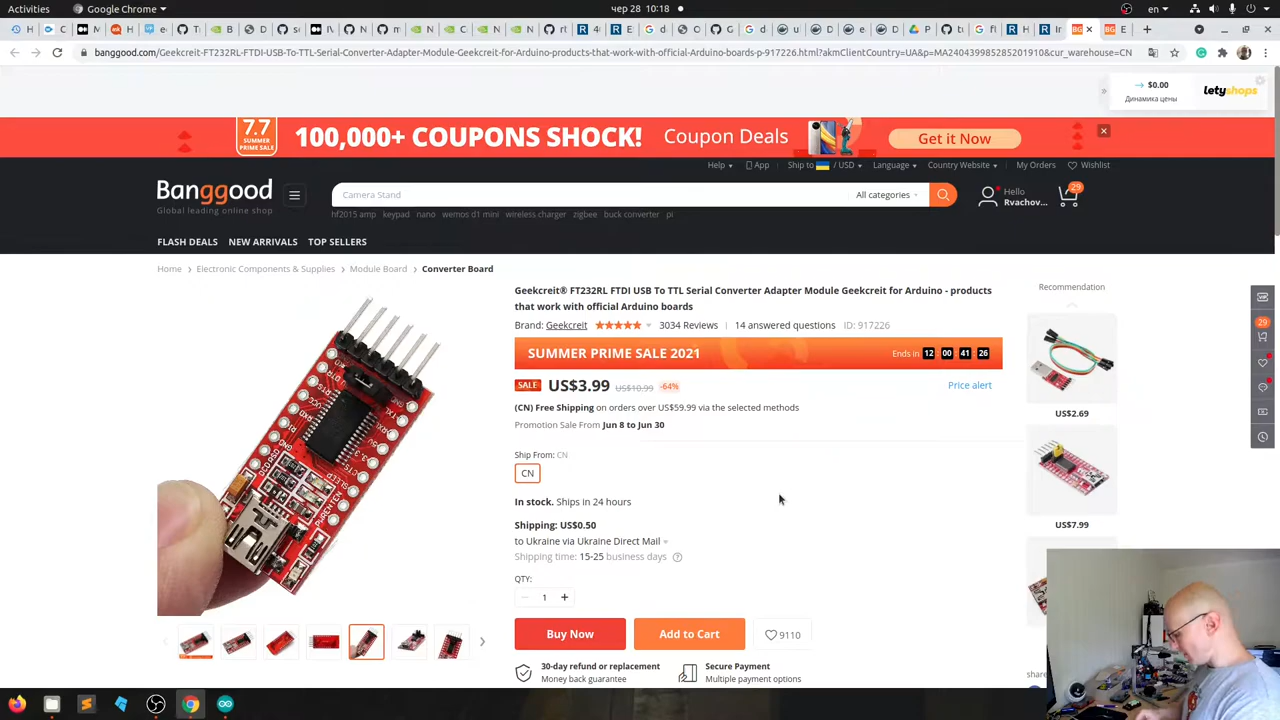 Activities
Google Chrome
чер 28 10:18
en
banggood.com/Geekcreit-FT232RL-FTDI-USB-To-TTL-Serial-Converter-Adapter-Module-Geekcreit-for-Arduino-products-that-work-with-official-Arduino-boards-p-917226.html?akmClientCountry=UA&p=MA24043998528520191O&cur_warehouse=CN
$0.00
Динамика цены
letyshops
7.7
SUMMER
PRIME SALE
100,000+ COUPONS SHOCK! Coupon Deals Get it Now
Help App Ship to / USD Language Country Website My Orders Wishlist
Banggood
Global leading online shop
Camera Stand
All categories
Hello
Rvachov...
29
hf2015 amp keypad nano wemos d1 mini wireless charger zigbee buck converter pi
FLASH DEALS NEW ARRIVALS TOP SELLERS
Home > Electronic Components & Supplies > Module Board > Converter Board
Geekcreit® FT232RL FTDI USB To TTL Serial Converter Adapter Module Geekcreit for Arduino - products
that work with official Arduino boards
Brand: Geekcreit 3034 Reviews | 14 answered questions ID: 917226
SUMMER PRIME SALE 2021 Ends in 12 00 41 26
SALE US$3.99 US$10.99 -64% Price alert
(CN) Free Shipping on orders over US$59.99 via the selected methods
Promotion Sale From Jun 8 to Jun 30
Ship From: CN
CN
In stock. Ships in 24 hours
Shipping: US$0.50
to Ukraine via Ukraine Direct Mail
Shipping time: 15-25 business days ?
QTY:
− 1 +
Buy Now Add to Cart 9110
30-day refund or replacement
Money back guarantee
Secure Payment
Multiple payment options
Recommendation
US$2.69
US$7.99
share
29